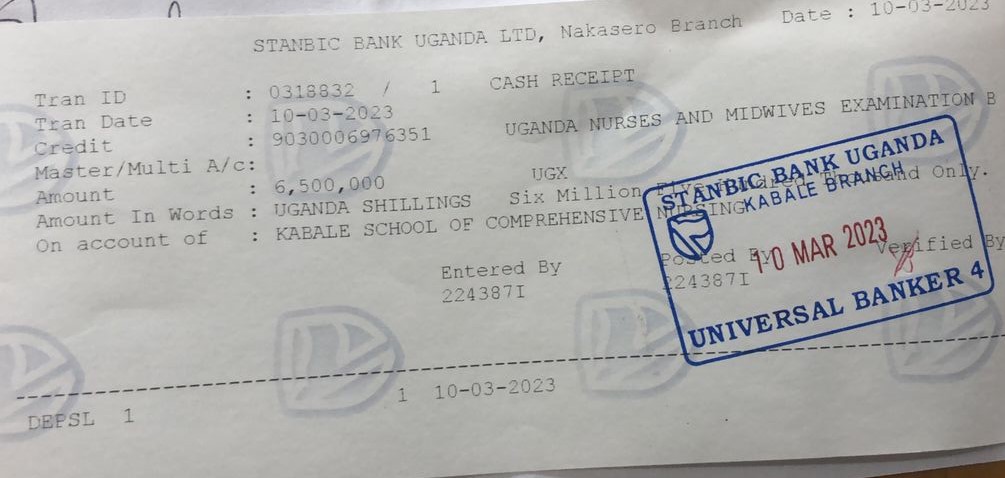 STANBIC BANK UGANDA LTD, Nakasero Branch Date : 10-03-2023
Tran ID : 0318832 / 1 CASH RECEIPT
Tran Date : 10-03-2023
Credit : 9030006976351 UGANDA NURSES AND MIDWIVES EXAMINATION B
Master/Multi A/c:
Amount : 6,500,000 UGX
Amount In Words : UGANDA SHILLINGS Six Million Five Hundred Thousand Only.
On account of : KABALE SCHOOL OF COMPREHENSIVE NURSING
Entered By Posted By Verified By
224387I 224387I
STANBIC BANK UGANDA
KABALE BRANCH
10 MAR 2023
UNIVERSAL BANKER 4
1 10-03-2023
DEPSL 1